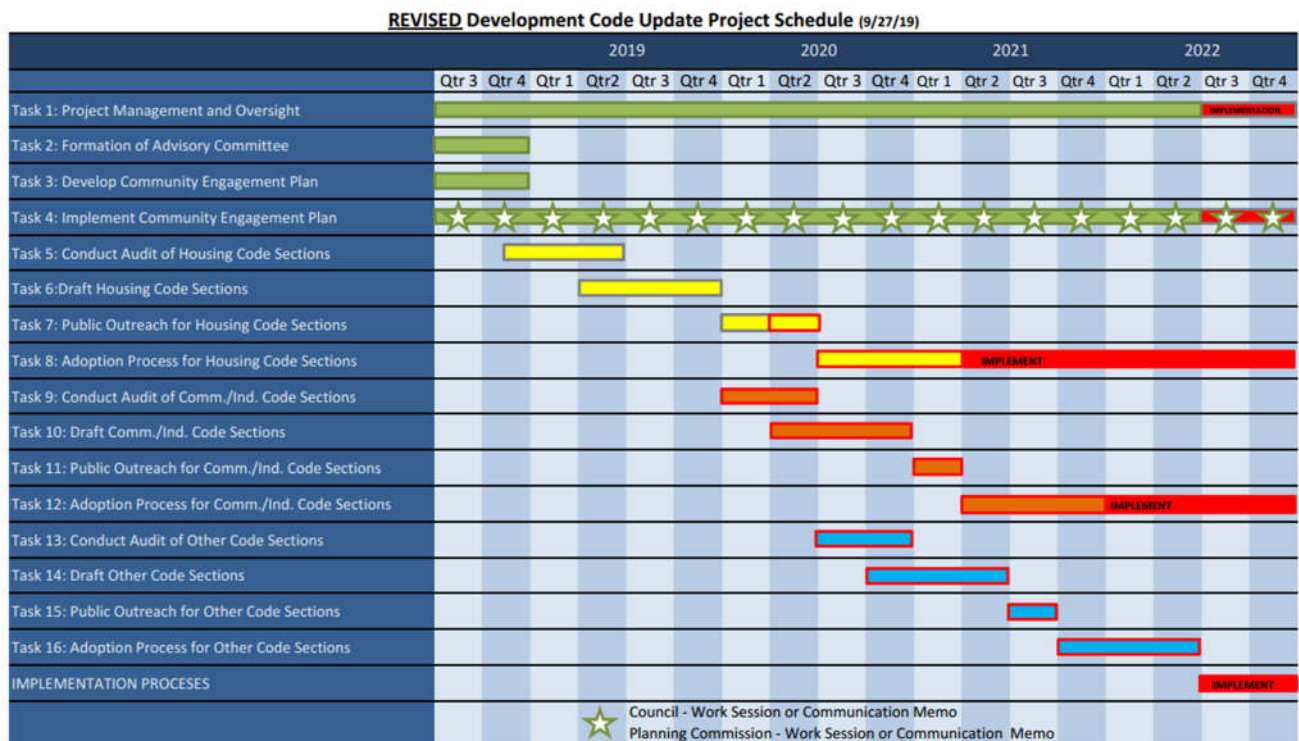 REVISED Development Code Update Project Schedule (9/27/19)
2019 2020 2021 2022
Qtr 3 Qtr 4 Qtr 1 Qtr2 Qtr 3 Qtr 4 Qtr 1 Qtr2 Qtr 3 Qtr 4 Qtr 1 Qtr 2 Qtr 3 Qtr 4 Qtr 1 Qtr 2 Qtr 3 Qtr 4
Task 1: Project Management and Oversight IMPLEMENTATION
Task 2: Formation of Advisory Committee
Task 3: Develop Community Engagement Plan
Task 4: Implement Community Engagement Plan
Task 5: Conduct Audit of Housing Code Sections
Task 6:Draft Housing Code Sections
Task 7: Public Outreach for Housing Code Sections
Task 8: Adoption Process for Housing Code Sections IMPLEMENT
Task 9: Conduct Audit of Comm./Ind. Code Sections
Task 10: Draft Comm./Ind. Code Sections
Task 11: Public Outreach for Comm./Ind. Code Sections
Task 12: Adoption Process for Comm./Ind. Code Sections IMPLEMENT
Task 13: Conduct Audit of Other Code Sections
Task 14: Draft Other Code Sections
Task 15: Public Outreach for Other Code Sections
Task 16: Adoption Process for Other Code Sections
IMPLEMENTATION PROCESES IMPLEMENT
Council - Work Session or Communication Memo
Planning Commission - Work Session or Communication Memo